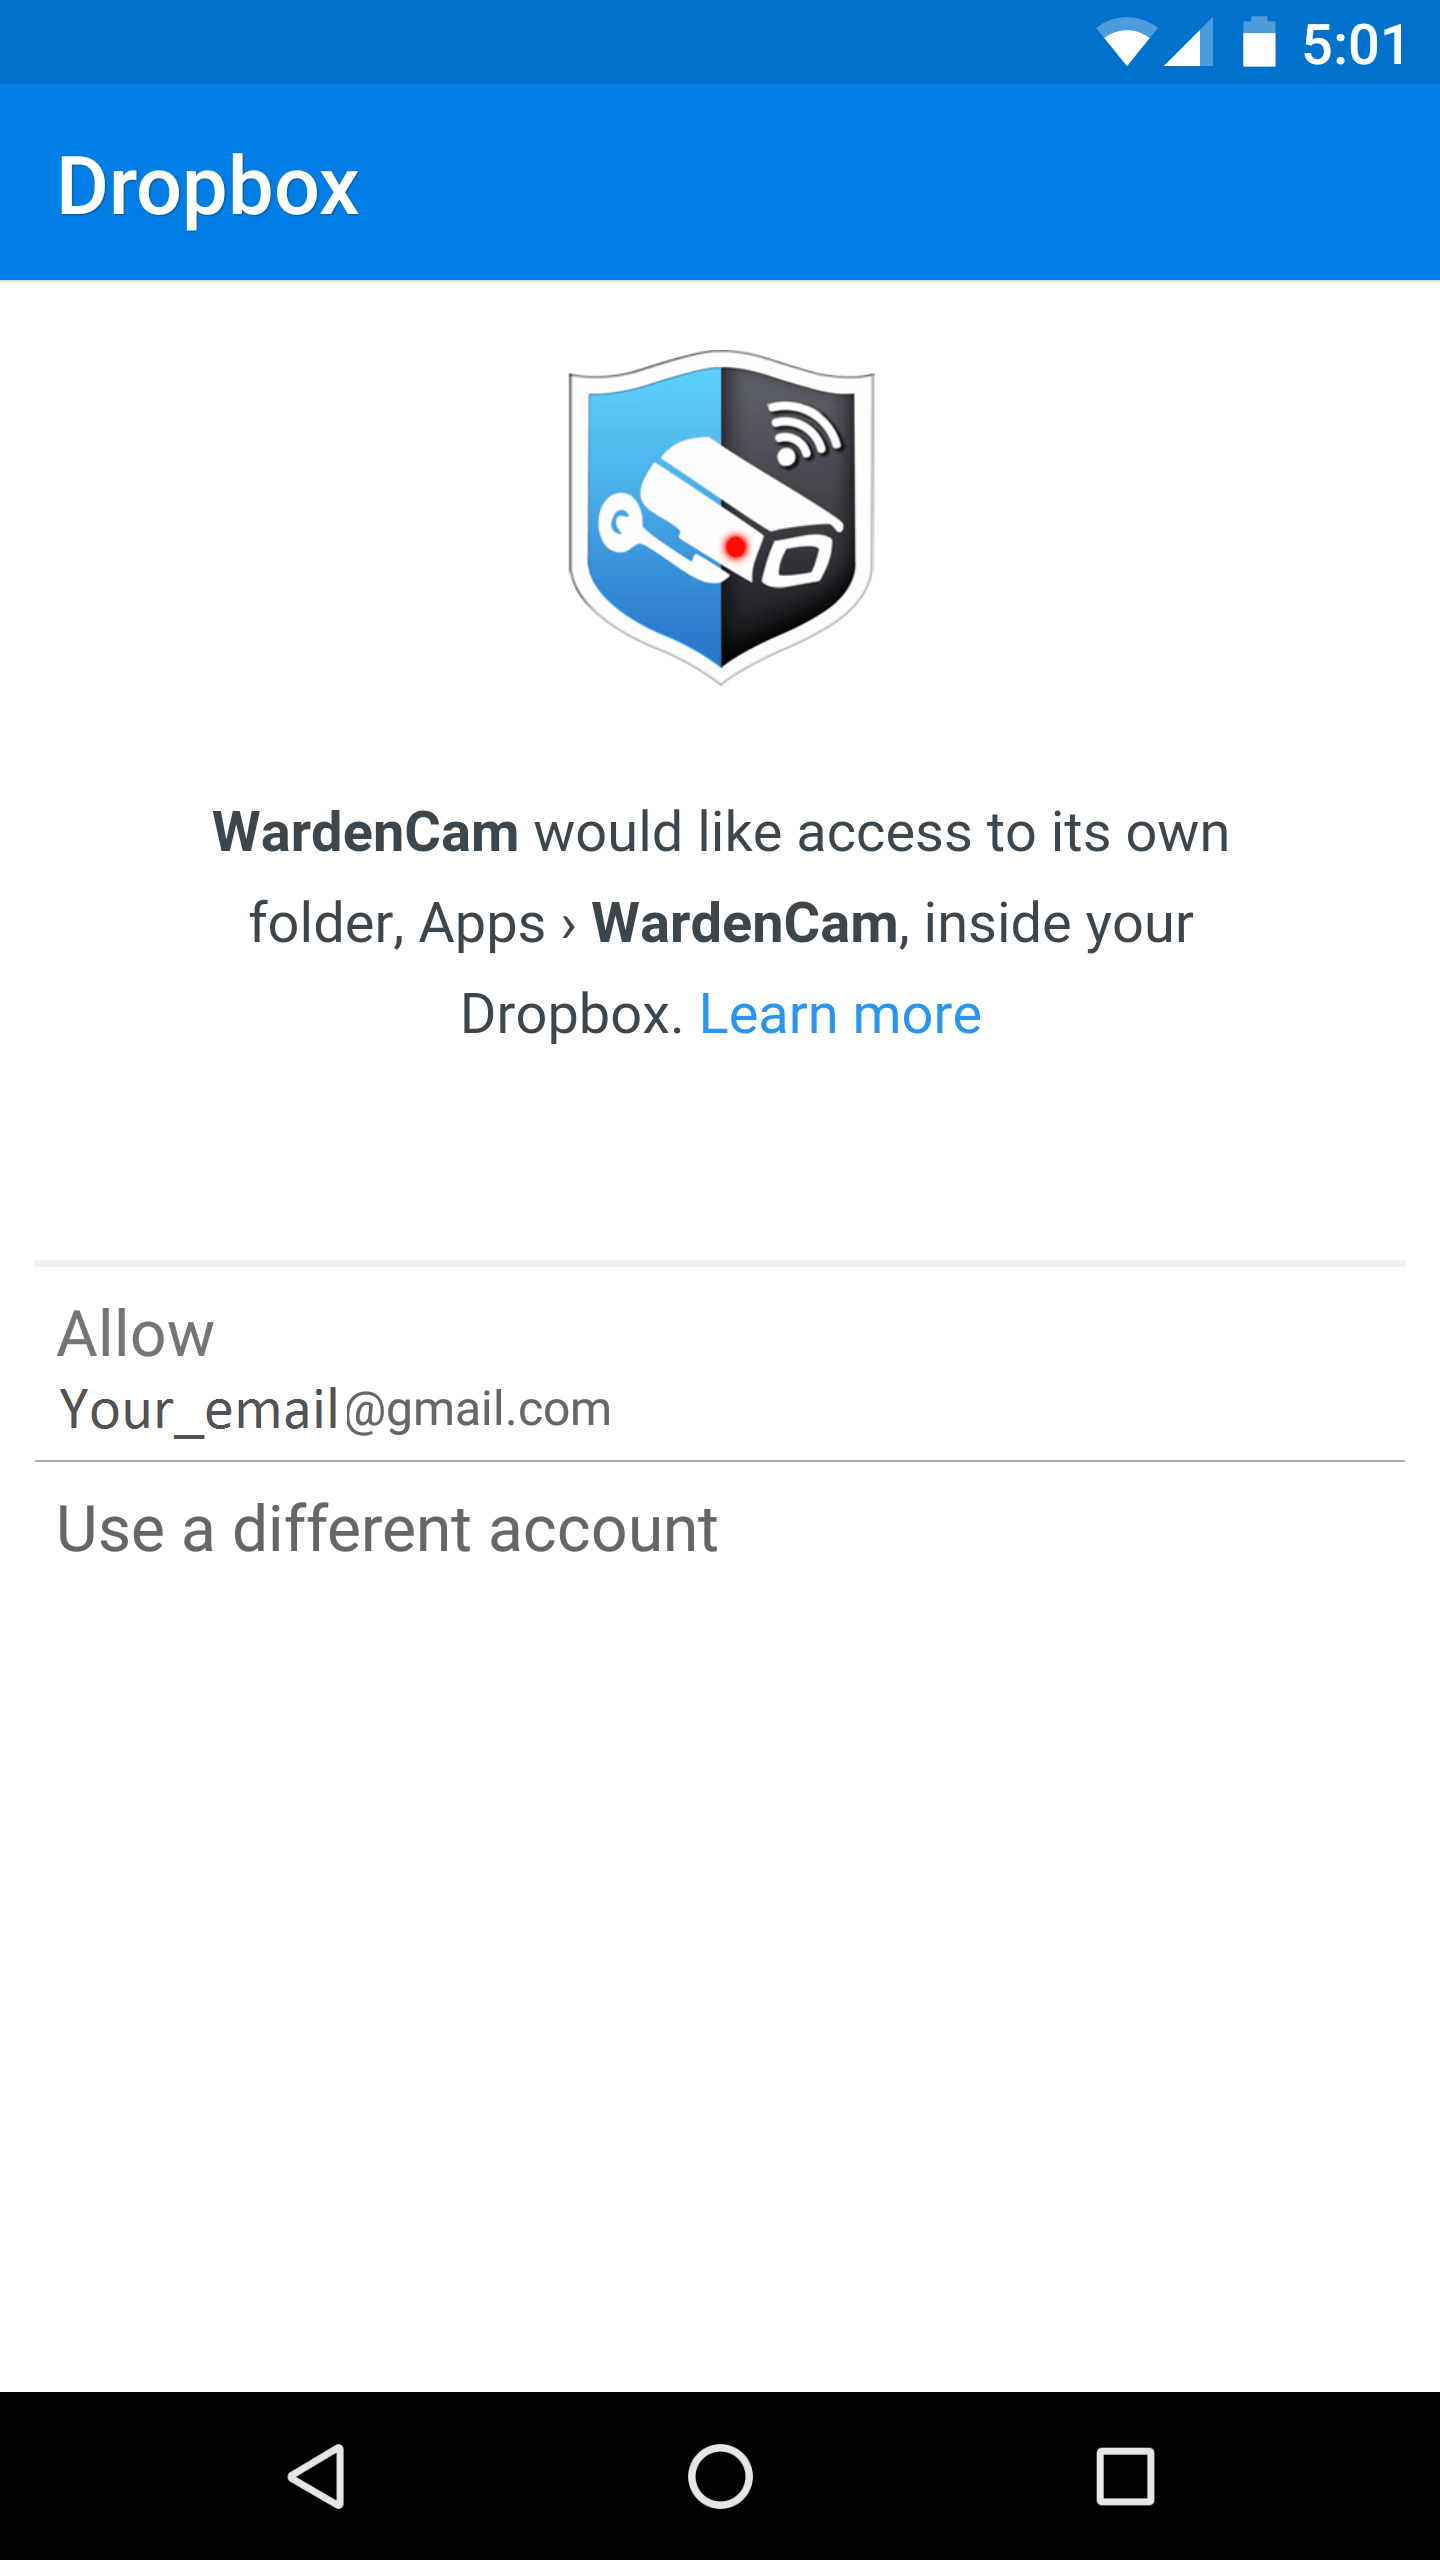 5:01
Dropbox
WardenCam would like access to its own
folder, Apps › WardenCam, inside your
Dropbox. Learn more
Allow
Your_email@gmail.com
Use a different account